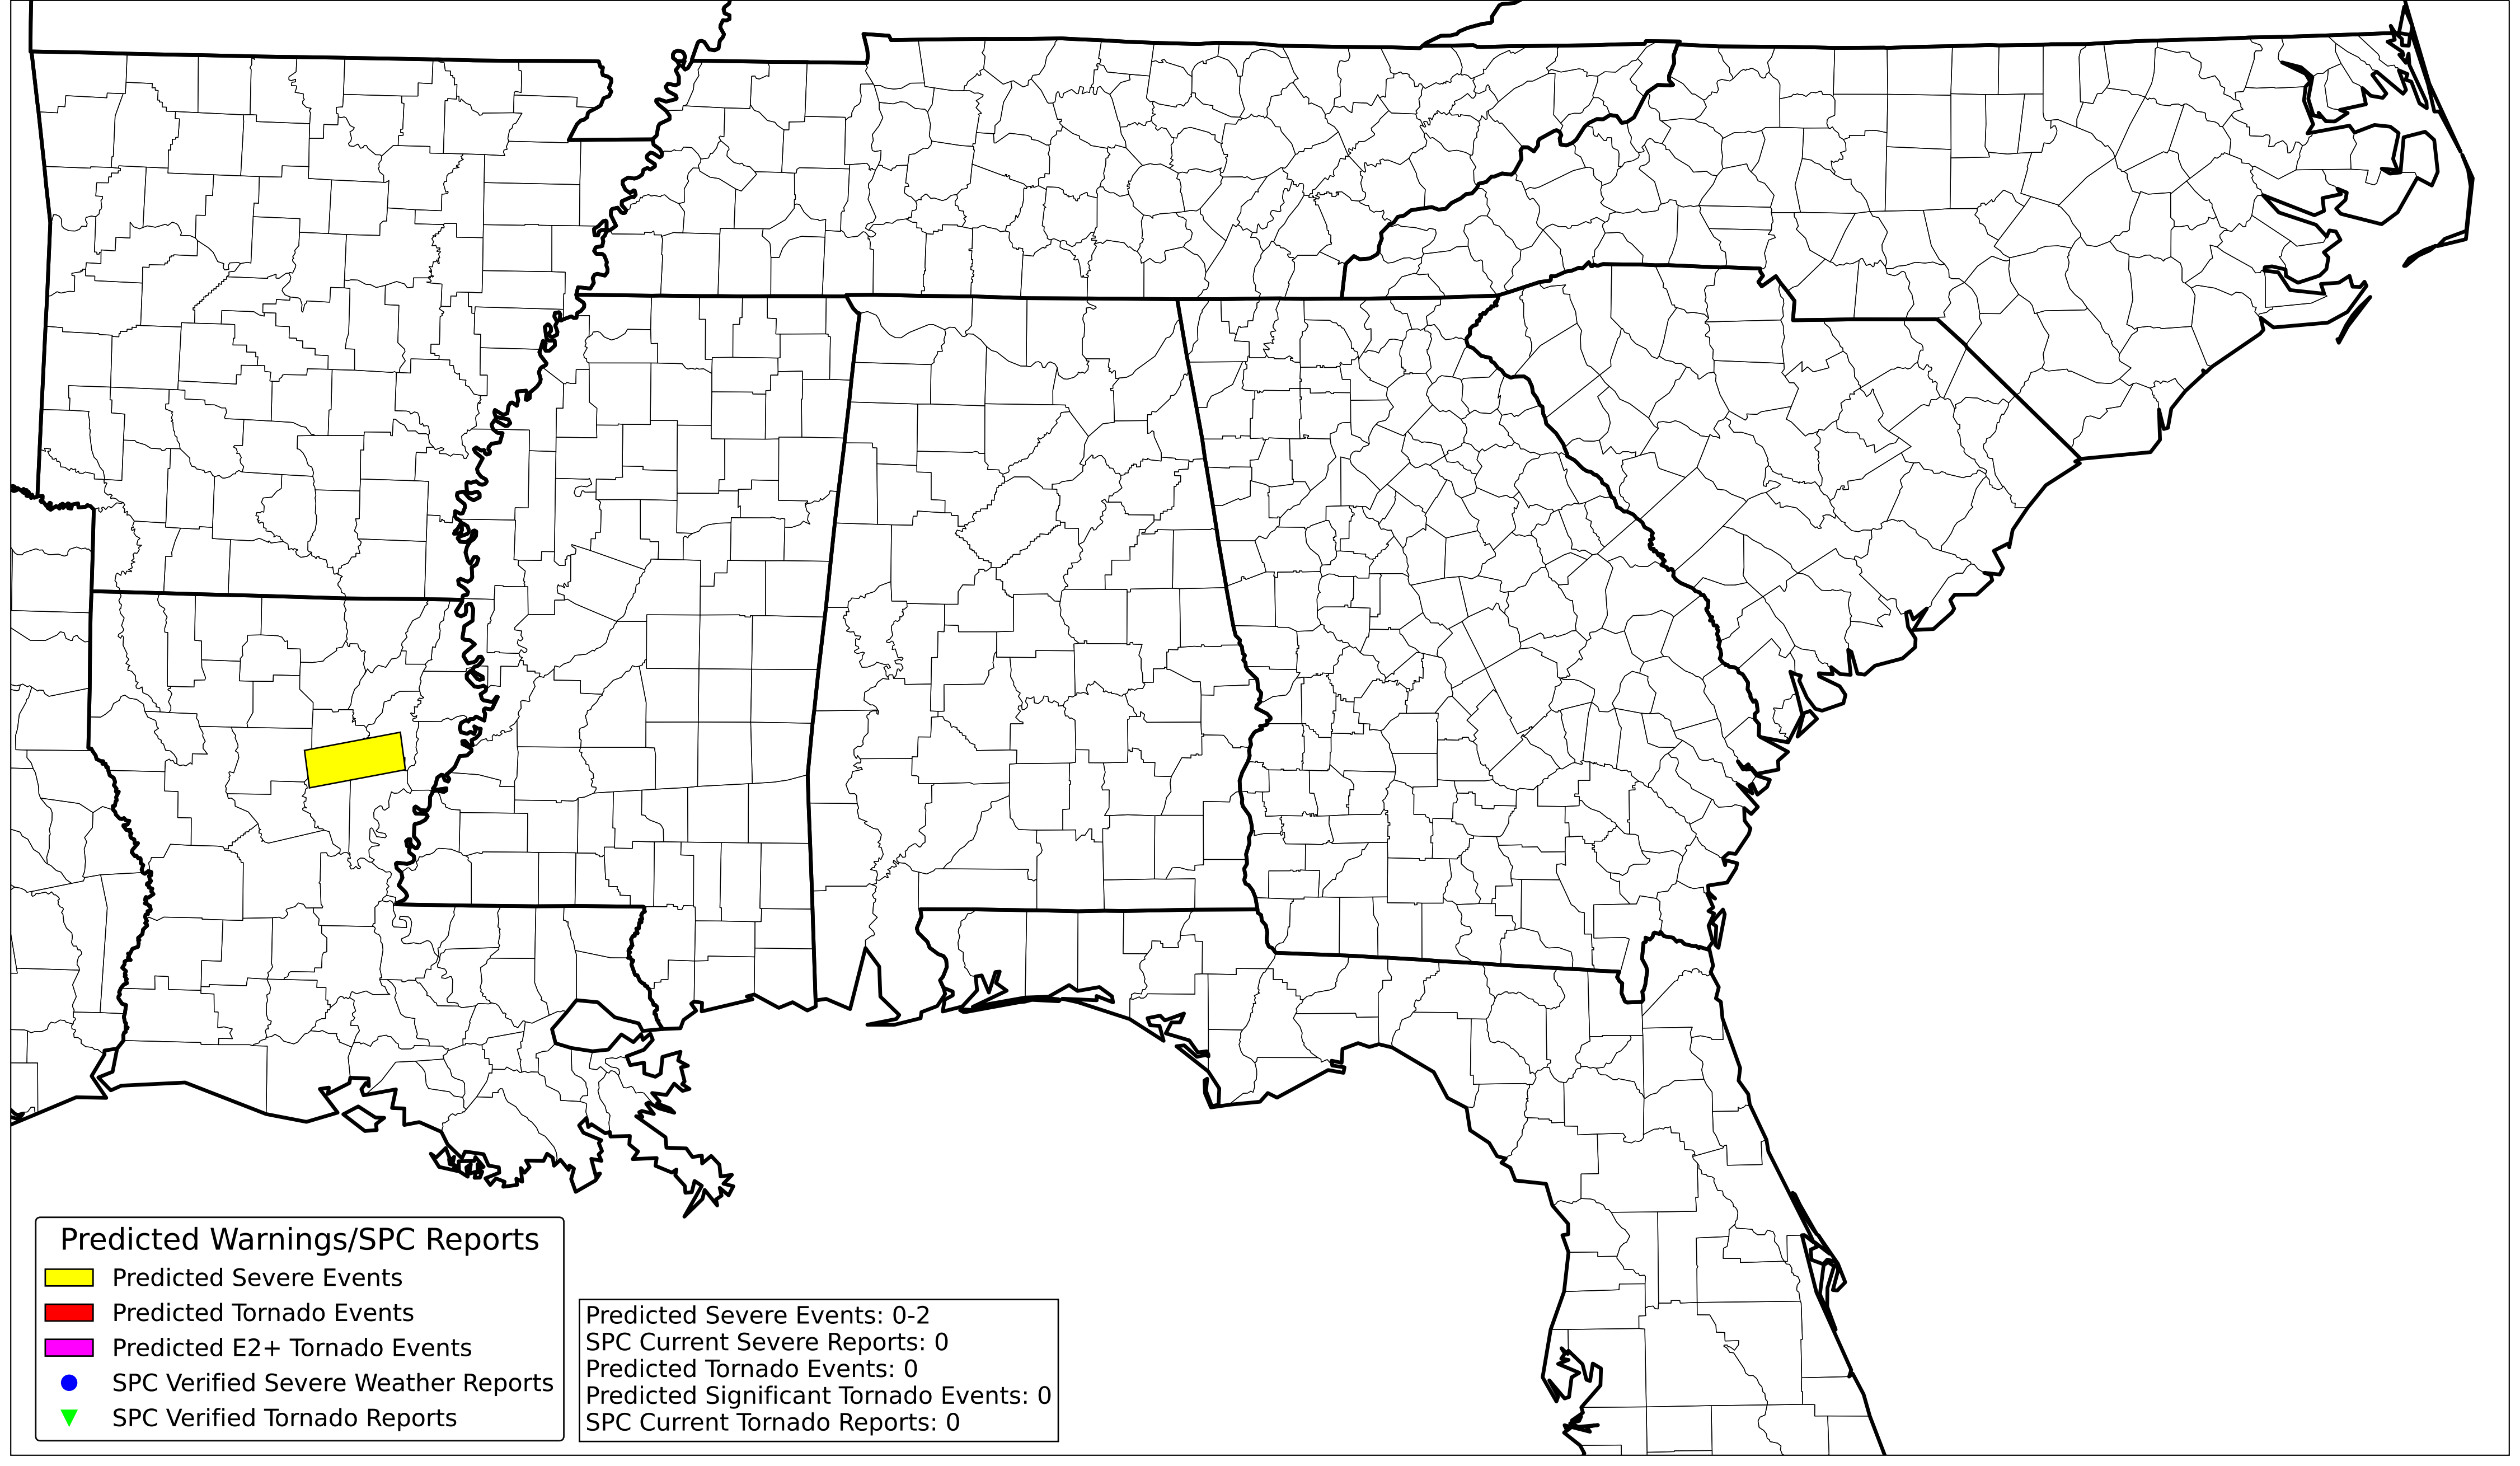 Predicted Warnings/SPC Reports
Predicted Severe Events
Predicted Tornado Events
Predicted E2+ Tornado Events
SPC Verified Severe Weather Reports
SPC Verified Tornado Reports
Predicted Severe Events: 0-2
SPC Current Severe Reports: 0
Predicted Tornado Events: 0
Predicted Significant Tornado Events: 0
SPC Current Tornado Reports: 0